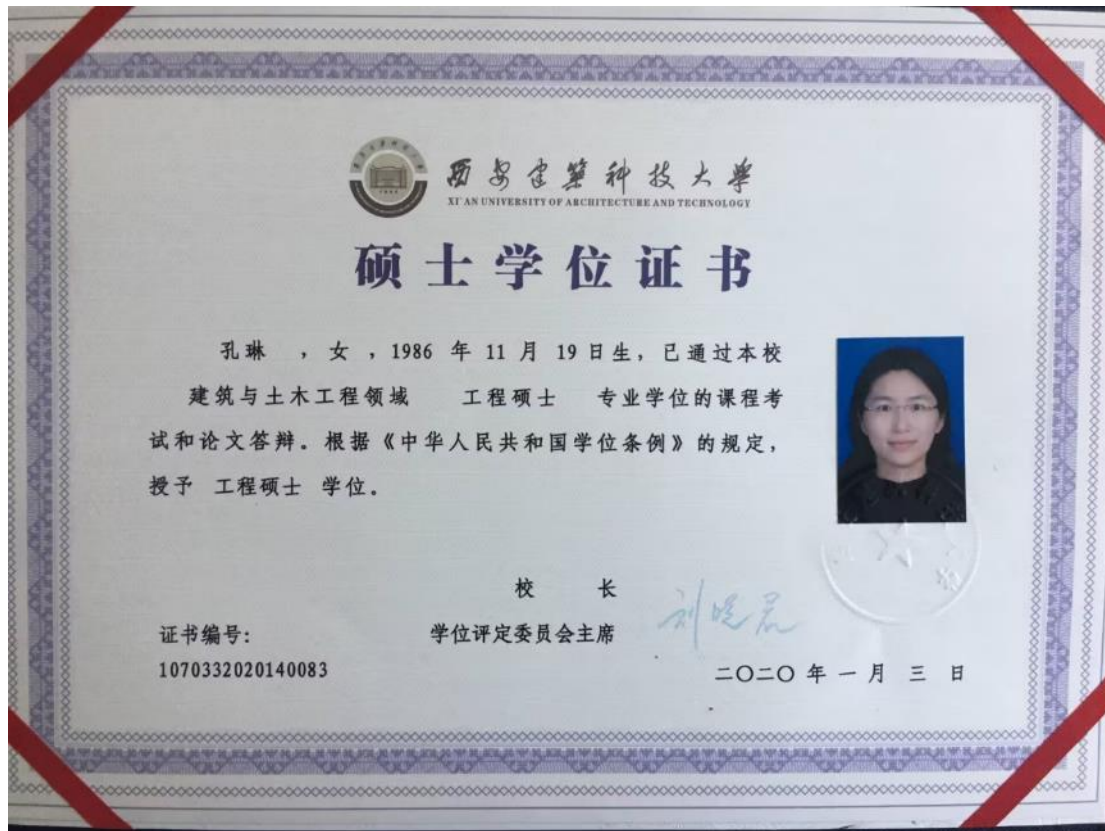 西安建筑科技大学
XI'AN UNIVERSITY OF ARCHITECTURE AND TECHNOLOGY
硕士学位证书
孔琳 ，女，1986 年 11 月 19 日生，已通过本校
建筑与土木工程领域 工程硕士 专业学位的课程考
试和论文答辩。根据《中华人民共和国学位条例》的规定，
授予 工程硕士 学位。
校 长
学位评定委员会主席
刘晓君
证书编号：
1070332020140083
二〇二〇年一月三日